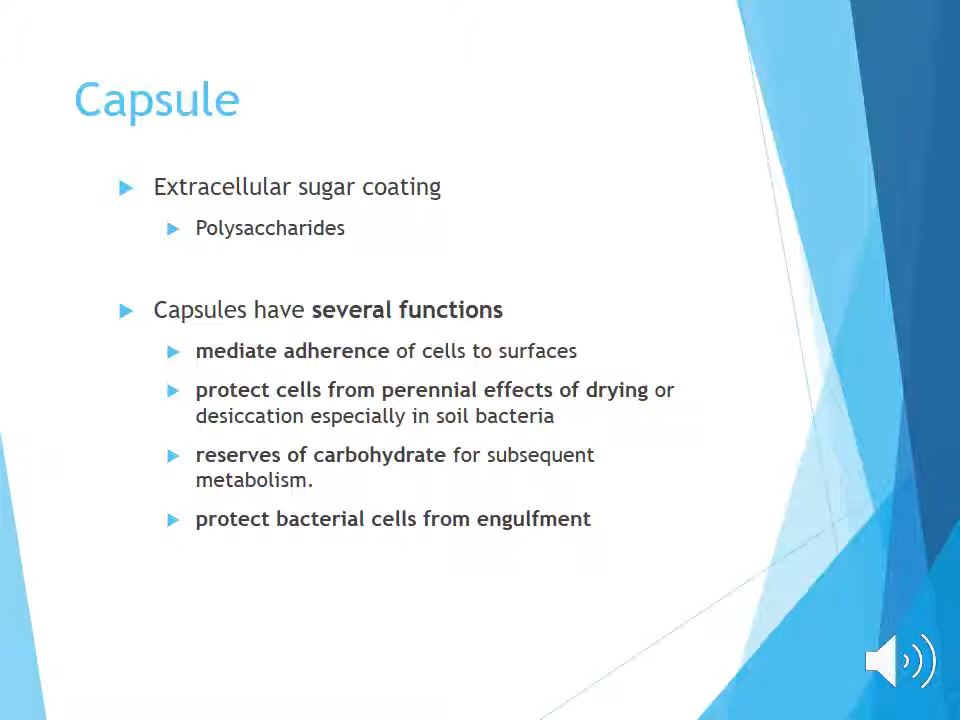 Capsule
Extracellular sugar coating
Polysaccharides
Capsules have several functions
mediate adherence of cells to surfaces
protect cells from perennial effects of drying or
desiccation especially in soil bacteria
reserves of carbohydrate for subsequent
metabolism.
protect bacterial cells from engulfment